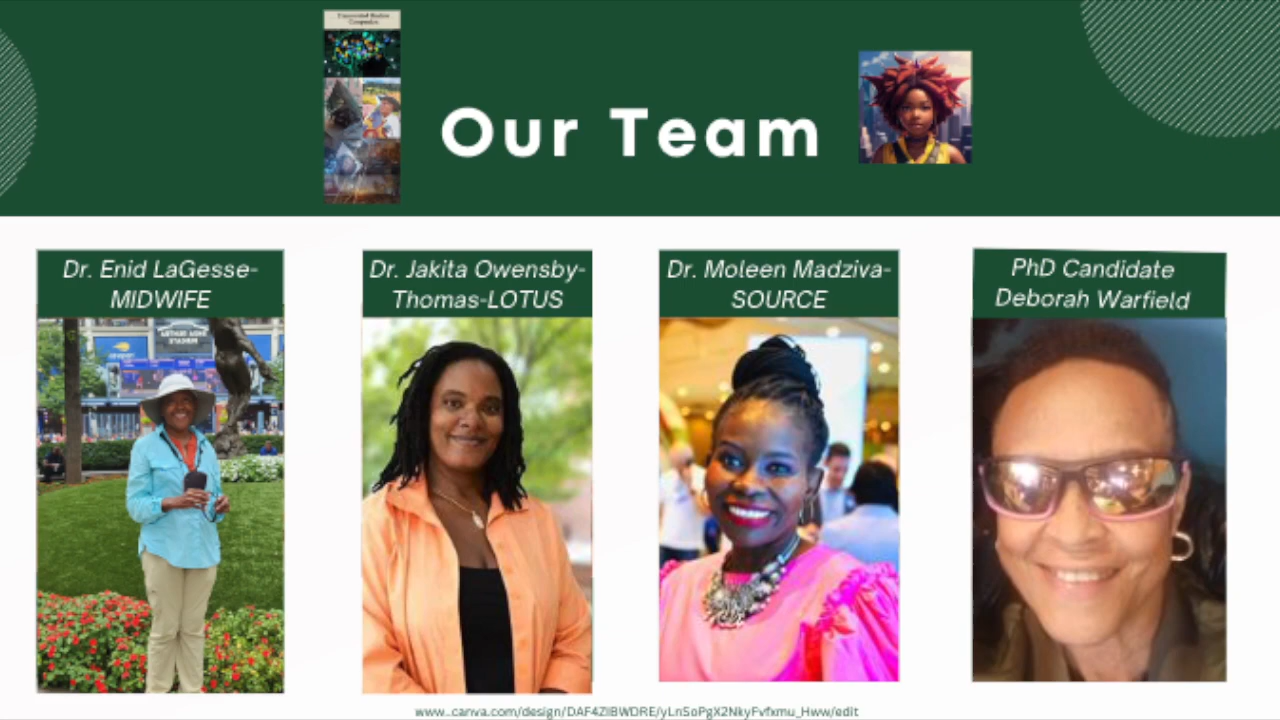 Our Team
Dr. Enid LaGesse-
MIDWIFE
Dr. Jakita Owensby-
Thomas-LOTUS
Dr. Moleen Madziva-
SOURCE
PhD Candidate
Deborah Warfield
STADIUM
www..canva.com/design/DAF4ZIBWDRE/yLnSoPgX2NkyFvfxmu_Hww/edit